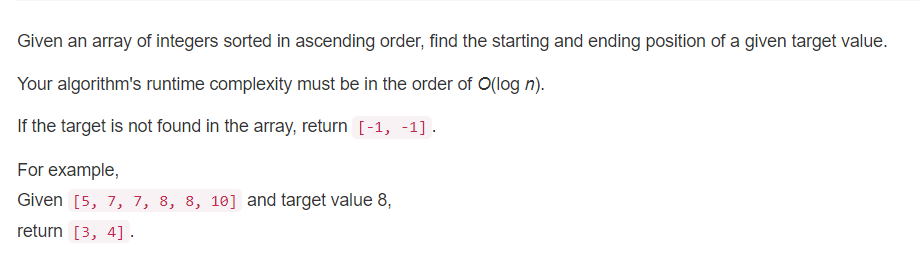 Given an array of integers sorted in ascending order, find the starting and ending position of a given target value.
Your algorithm's runtime complexity must be in the order of O(log n).
If the target is not found in the array, return [-1, -1].
For example,
Given [5, 7, 7, 8, 8, 10] and target value 8,
return [3, 4].